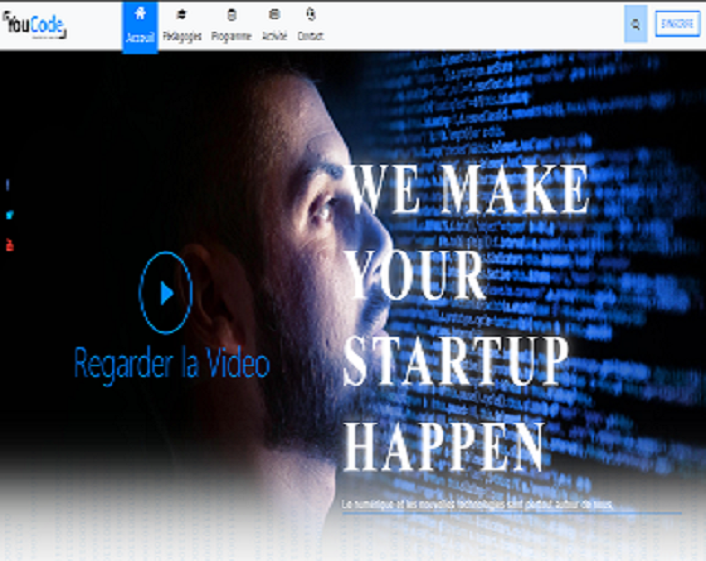 YouCode
Accueil Pédagogies Programme Activité Contact
S'INSCRIRE
WE MAKE
YOUR
STARTUP
HAPPEN
Regarder la Video
Le numérique et les nouvelles technologies sont partout autour de nous.